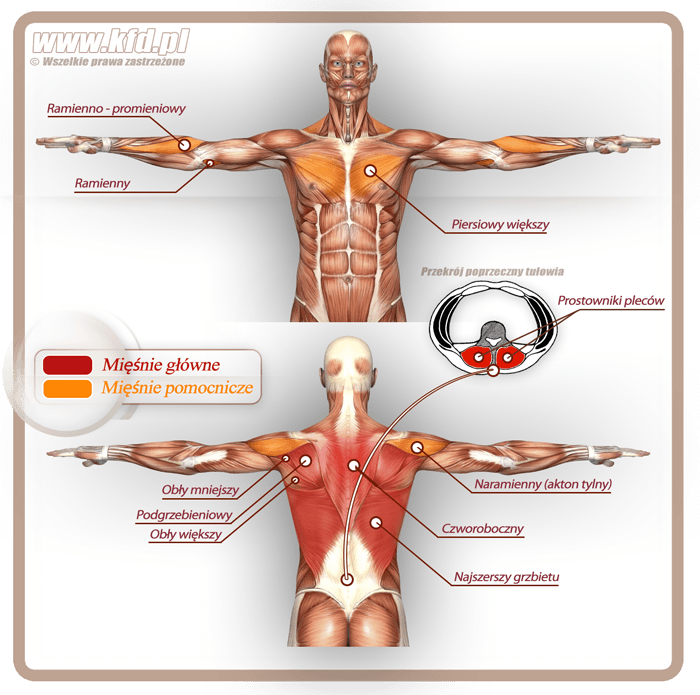 www.kfd.pl
© Wszelkie prawa zastrzeżone
Ramienno - promieniowy
Ramienny
Piersiowy większy
Przekrój poprzeczny tułowia
Prostowniki pleców
Mięśnie główne
Mięśnie pomocnicze
Obły mniejszy
Podgrzebieniowy
Obły większy
Naramienny (akton tylny)
Czworoboczny
Najszerszy grzbietu